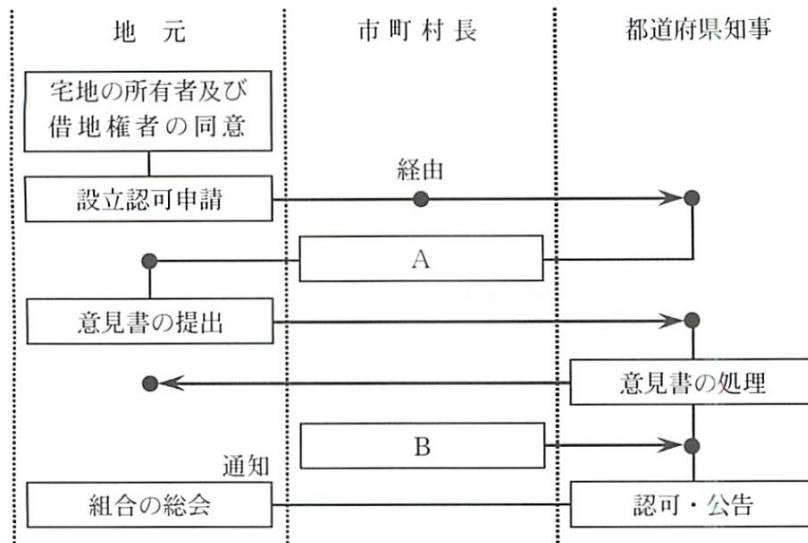 地元
市町村長
都道府県知事
宅地の所有者及び
借地権者の同意
経由
設立認可申請
A
意見書の提出
意見書の処理
B
通知
組合の総会
認可・公告